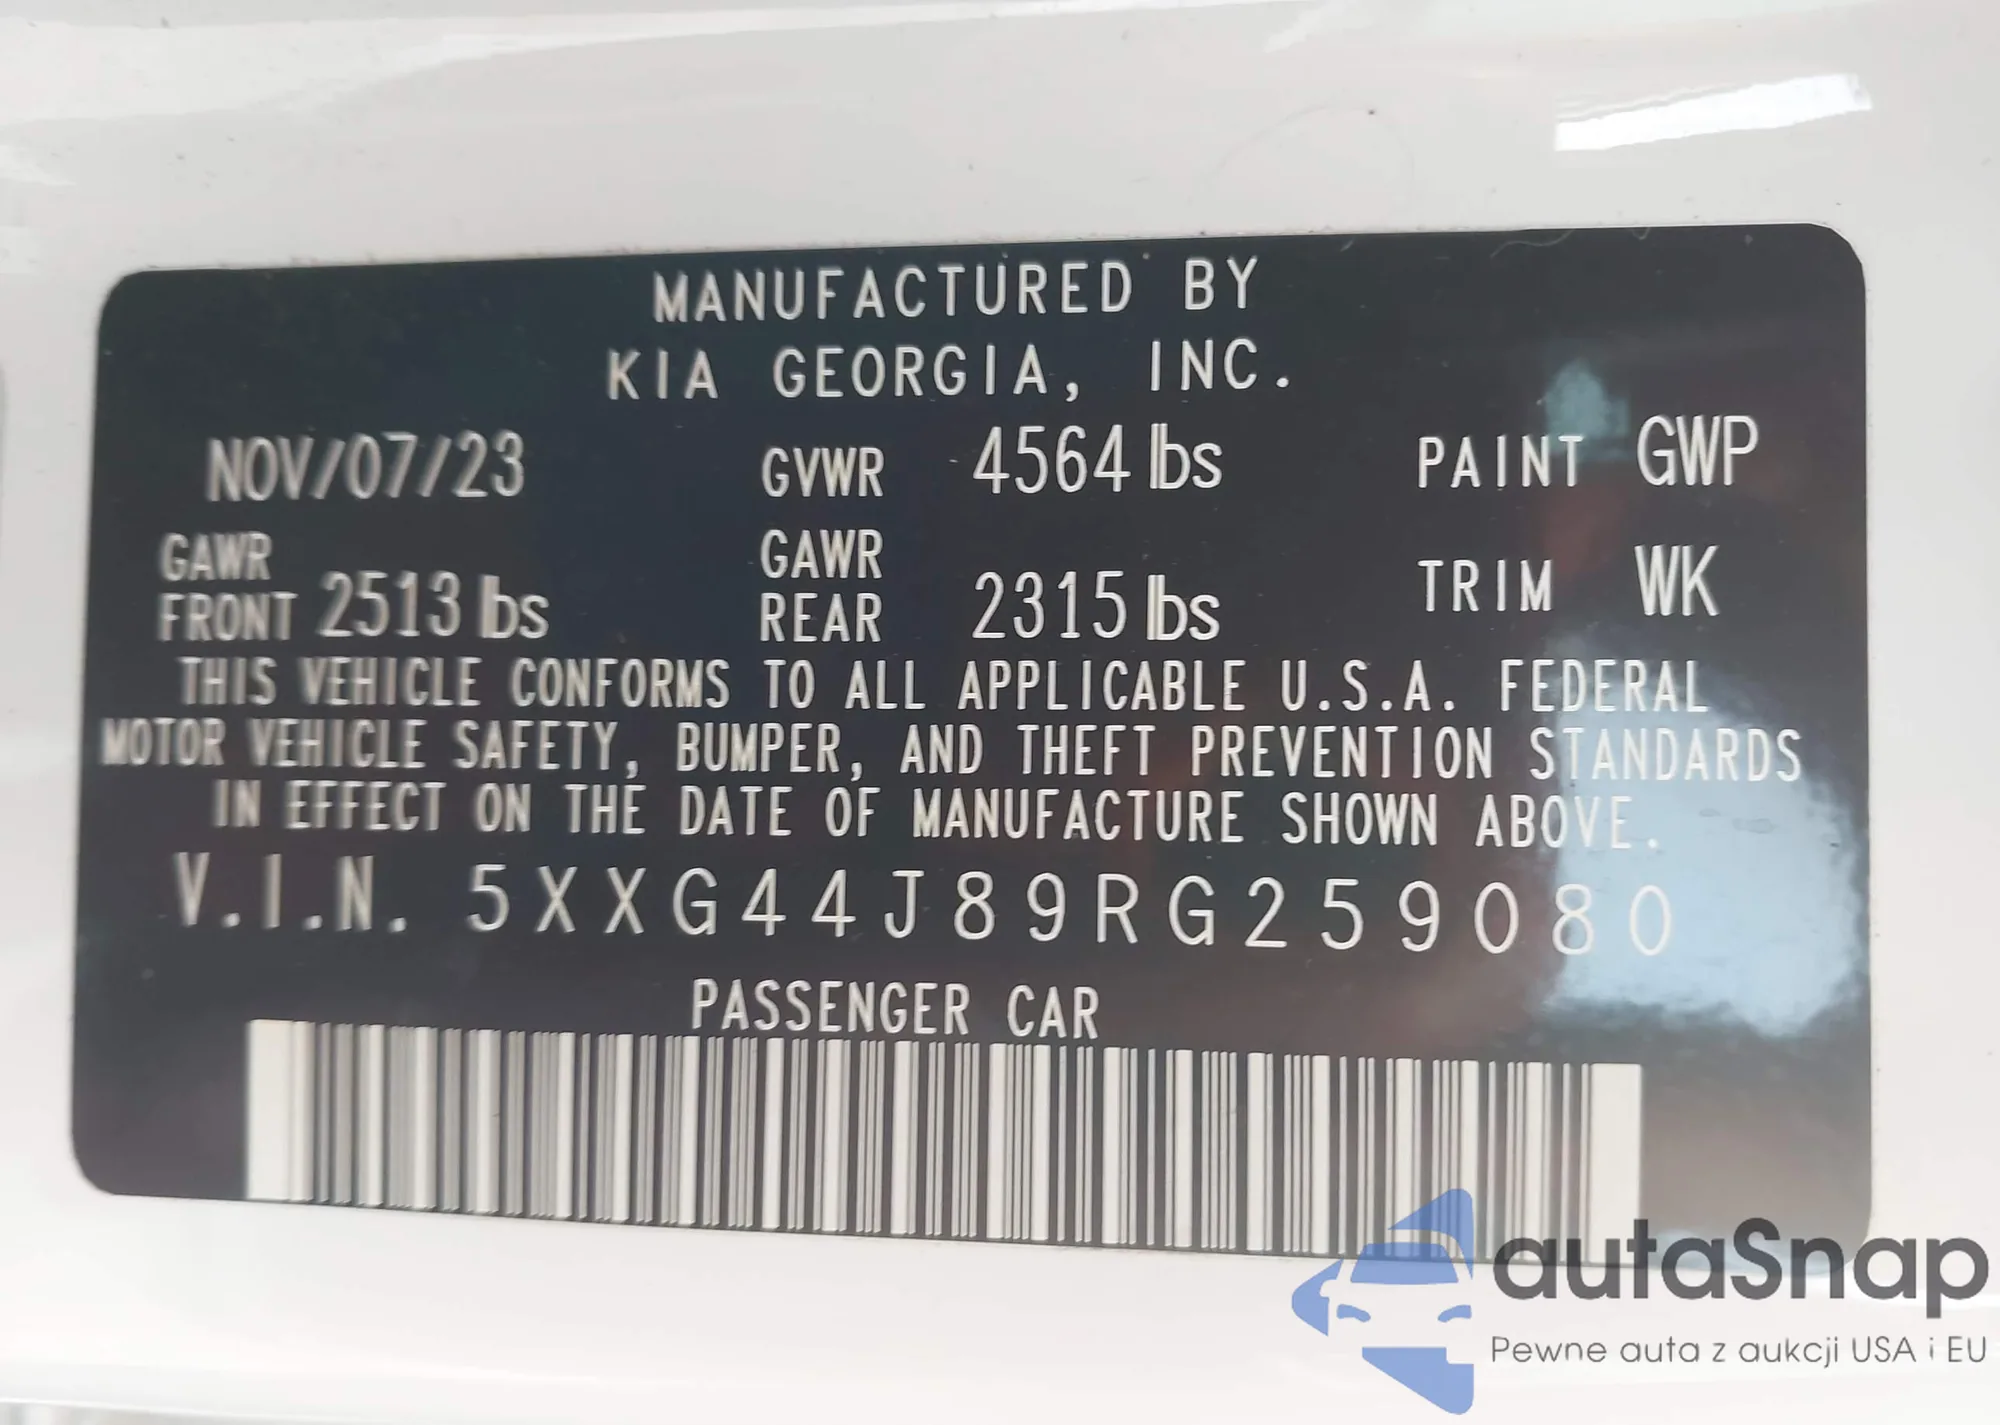 MANUFACTURED BY
KIA GEORGIA, INC.
NOV/07/23 GVWR 4564 lbs PAINT GWP
GAWR FRONT 2513 lbs GAWR REAR 2315 lbs TRIM WK
THIS VEHICLE CONFORMS TO ALL APPLICABLE U.S.A. FEDERAL
MOTOR VEHICLE SAFETY, BUMPER, AND THEFT PREVENTION STANDARDS
IN EFFECT ON THE DATE OF MANUFACTURE SHOWN ABOVE.
V.I.N. 5XXG44J89RG259080
PASSENGER CAR
autaSnap
Pewne auta z aukcji USA i EU